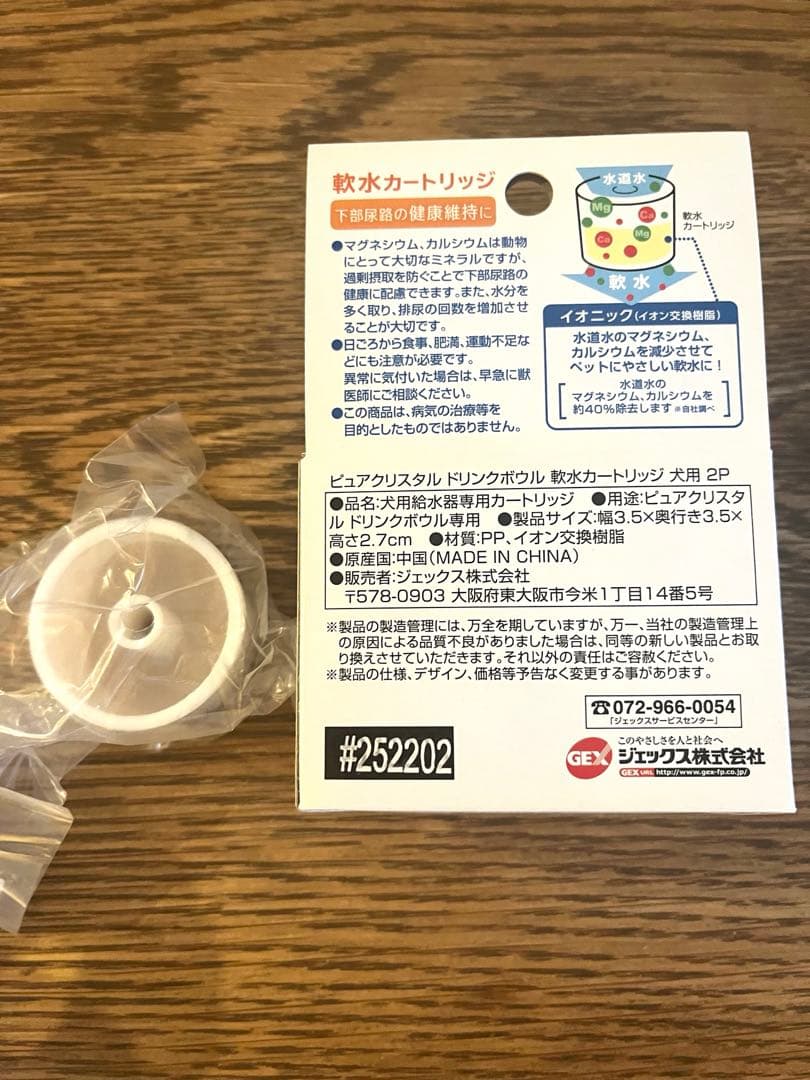 軟水カートリッジ
下部尿路の健康維持に
●マグネシウム、カルシウムは動物
にとって大切なミネラルですが、
過剰摂取を防ぐことで下部尿路の
健康に配慮できます。また、水分を
多く取り、排尿の回数を増加させ
ることが大切です。
●日ごろから食事、肥満、運動不足な
どにも注意が必要です。
異常に気付いた場合は、早急に獣
医師にご相談ください。
●この商品は、病気の治療等を
目的としたものではありません。
水道水
Mg
Ca
Ca
Mg
軟水
カートリッジ
軟水
イオニック(イオン交換樹脂)
水道水のマグネシウム、
カルシウムを減少させて
ペットにやさしい軟水に!
水道水の
マグネシウム、カルシウムを
約40%除去します ※自社調べ
ピュアクリスタル ドリンクボウル 軟水カートリッジ 犬用 2P
●品名:犬用給水器専用カートリッジ ●用途:ピュアクリスタ
ル ドリンクボウル専用 ●製品サイズ:幅3.5×奥行き3.5×
高さ2.7cm ●材質:PP、イオン交換樹脂
●原産国:中国(MADE IN CHINA)
●販売者:ジェックス株式会社
〒578-0903 大阪府東大阪市今米1丁目14番5号
※製品の製造管理には、万全を期していますが、万一、当社の製造管理上
の原因による品質不良がありました場合は、同等の新しい製品とお取
り換えさせていただきます。それ以外の責任はご容赦ください。
※製品の仕様、デザイン、価格等予告なく変更する事があります。
☎072-966-0054
「ジェックスサービスセンター」
#252202
このやさしさを人と社会へ
GEX ジェックス株式会社
GEX URL http://www.gex-fp.co.jp/